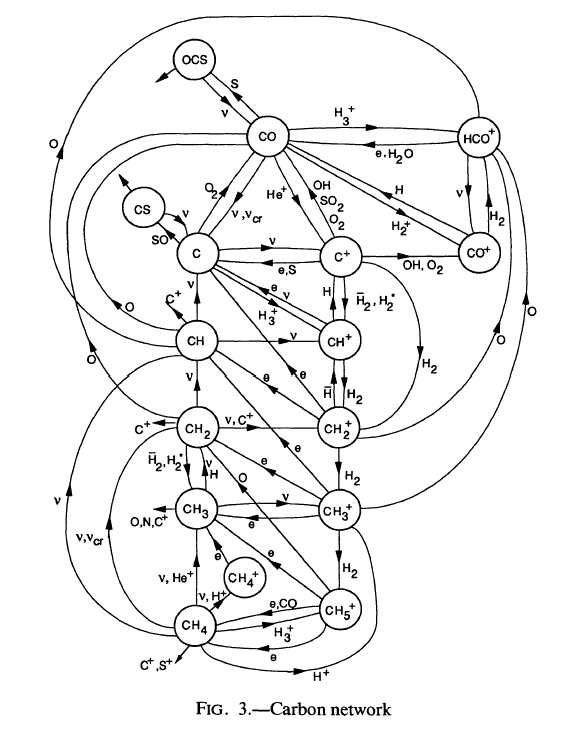 OCS
S
ν
CO
H3+
HCO+
e,H2O
O
O2
ν,νcr
He+
OH
SO2
O2
H
H2+
ν
H2
CS
ν
SO
C
ν
e,S
C+
OH, O2
CO+
ν
C+
O
e
ν
H3+
H
H̄2, H2*
O
CH
ν
CH+
H2
O
ν
e
e
H̄
H2
O
C+
CH2
ν,C+
CH2+
H̄2,H2*
ν
H
e
O
e
H2
ν
ν,νcr
O,N,C+
CH3
ν
e
CH3+
e
e
H2
ν, He+
ν, H+
CH4+
e,CO
CH5+
CH4
H3+
e
C+,S+
H+
FIG. 3.—Carbon network